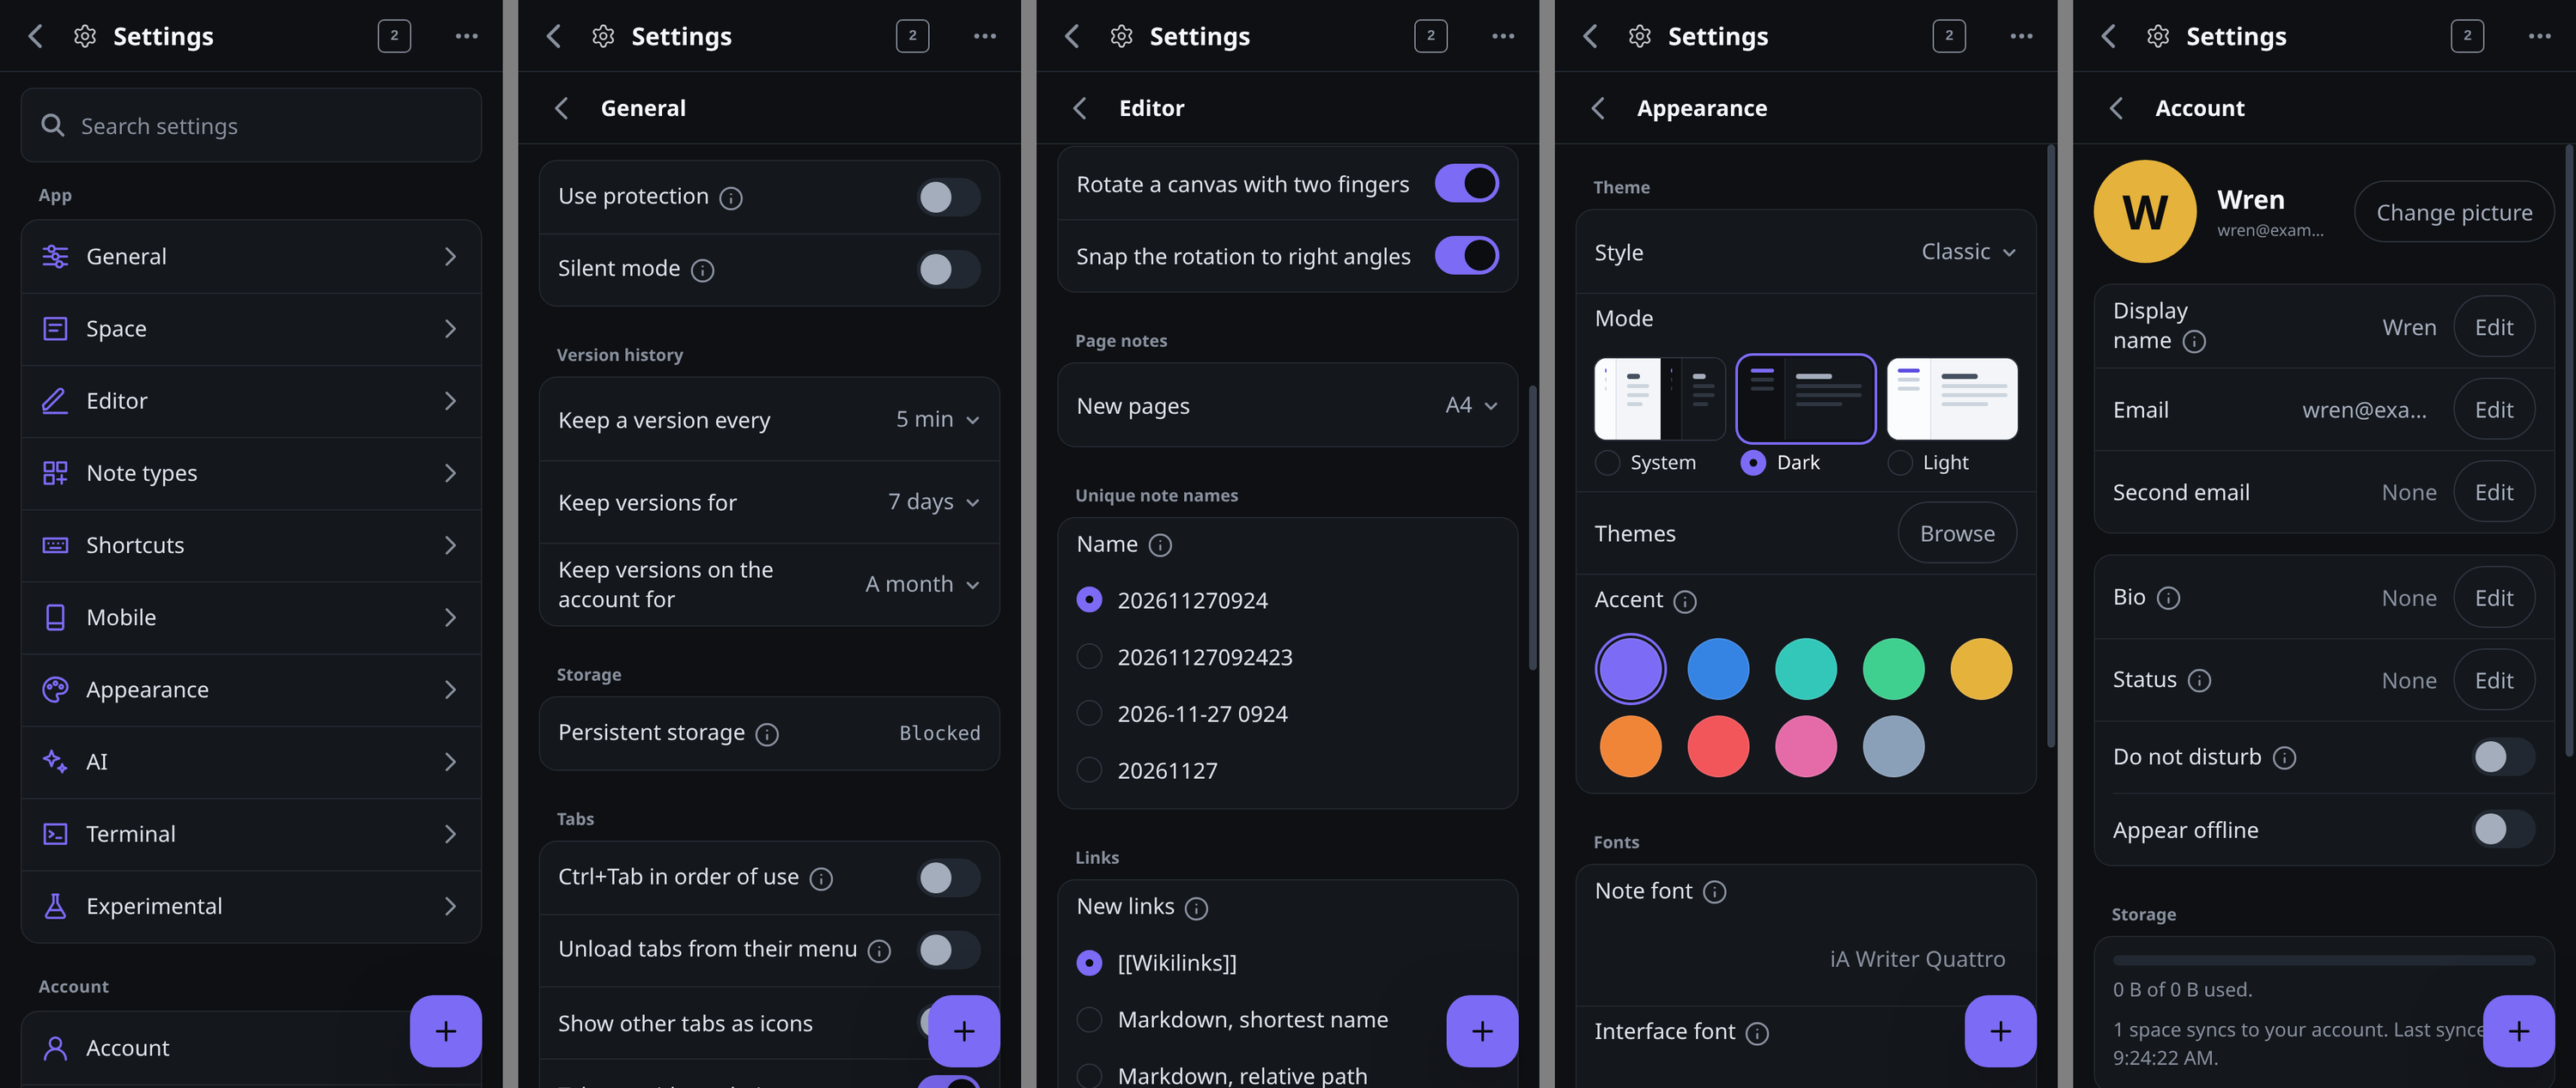 Settings
2
Search settings
App
General
Space
Editor
Note types
Shortcuts
Mobile
Appearance
AI
Terminal
Experimental
Account
Account
Settings
2
General
Use protection
Silent mode
Version history
Keep a version every
5 min
Keep versions for
7 days
Keep versions on the
account for
A month
Storage
Persistent storage
Blocked
Tabs
Ctrl+Tab in order of use
Unload tabs from their menu
Show other tabs as icons
Settings
2
Editor
Rotate a canvas with two fingers
Snap the rotation to right angles
Page notes
New pages
A4
Unique note names
Name
202611270924
20261127092423
2026-11-27 0924
20261127
Links
New links
[[Wikilinks]]
Markdown, shortest name
Markdown, relative path
Settings
2
Appearance
Theme
Style
Classic
Mode
System
Dark
Light
Themes
Browse
Accent
Fonts
Note font
iA Writer Quattro
Interface font
Settings
2
Account
W
Wren
wren@exam...
Change picture
Display
name
Wren
Edit
Email
wren@exa...
Edit
Second email
None
Edit
Bio
None
Edit
Status
None
Edit
Do not disturb
Appear offline
Storage
0 B of 0 B used.
1 space syncs to your account. Last synce
9:24:22 AM.